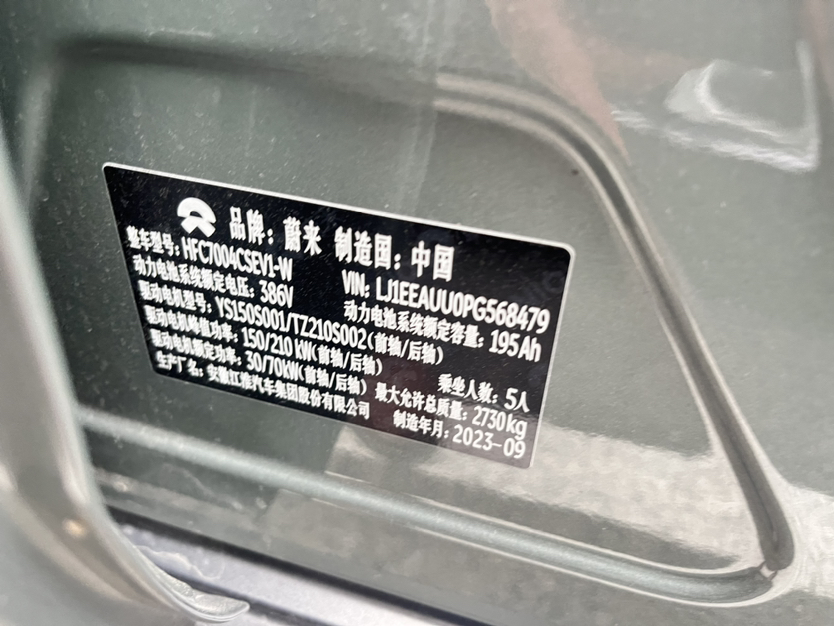 品牌：蔚来 制造国：中国
整车型号：HFC7004CSEV1-W VIN：LJ1EEAUU0PG568479
动力电池系统额定电压：386V 动力电池系统额定容量：195Ah
驱动电机型号：YS150S001/TZ210S002(前轴/后轴)
驱动电机峰值功率：150/210 kW(前轴/后轴) 乘坐人数：5人
驱动电机额定功率：30/70kW(前轴/后轴) 最大允许总质量：2730kg
生产厂名：安徽江淮汽车集团股份有限公司 制造年月：2023-09